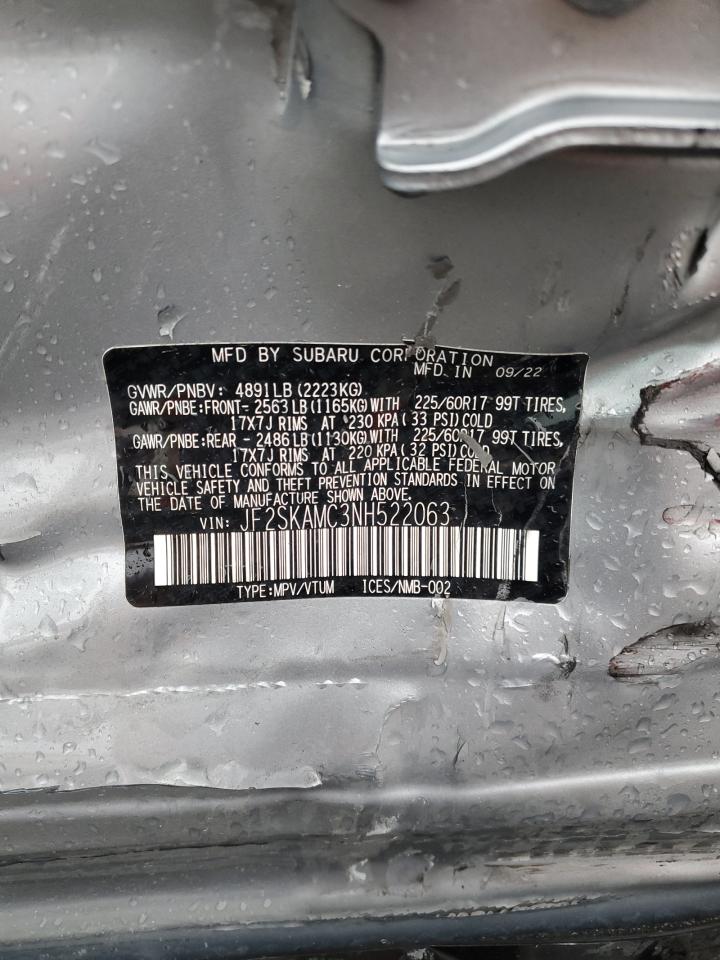 MFD BY SUBARU CORPORATION
MFD.IN 09/22
GVWR/PNBV: 4891LB(2223KG)
GAWR/PNBE:FRONT- 2563LB(1165KG)WITH 225/60R17 99T TIRES,
17X7J RIMS AT 230 KPA(33 PSI)COLD
GAWR/PNBE:REAR - 2486LB(1130KG)WITH 225/60R17 99T TIRES,
17X7J RIMS AT 220 KPA(32 PSI)COLD
THIS VEHICLE CONFORMS TO ALL APPLICABLE FEDERAL MOTOR
VEHICLE SAFETY AND THEFT PREVENTION STANDARDS IN EFFECT ON
THE DATE OF MANUFACTURE SHOWN ABOVE.
VIN: JF2SKAMC3NH522063
TYPE:MPV/VTUM ICES/NMB-002